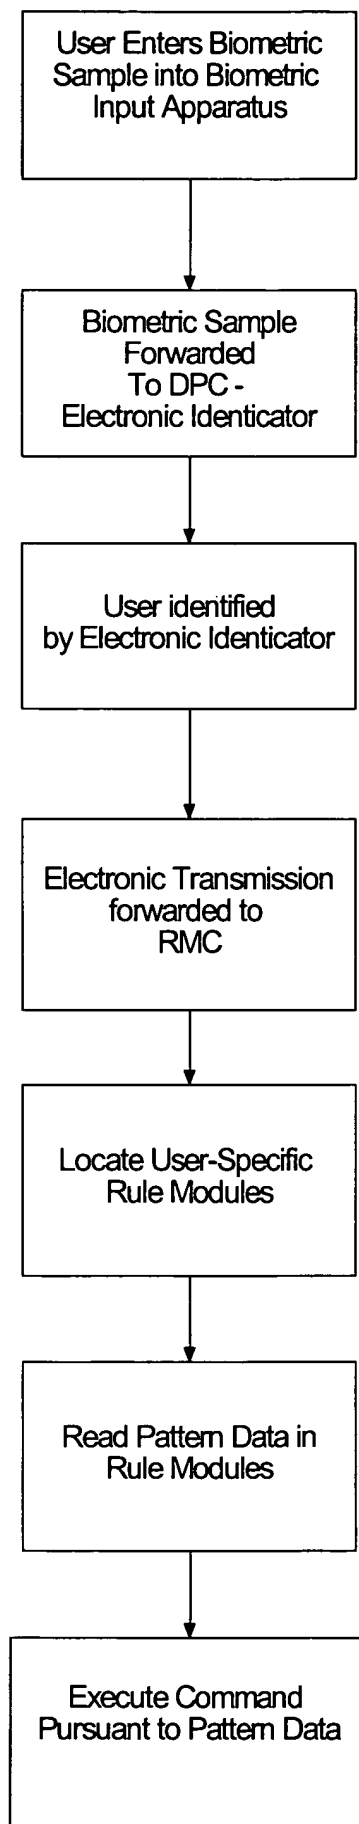 User Enters Biometric
Sample into Biometric
Input Apparatus
Biometric Sample
Forwarded
To DPC -
Electronic Identicator
User identified
by Electronic Identicator
Electronic Transmission
forwarded to
RMC
Locate User-Specific
Rule Modules
Read Pattern Data in
Rule Modules
Execute Command
Pursuant to Pattern Data